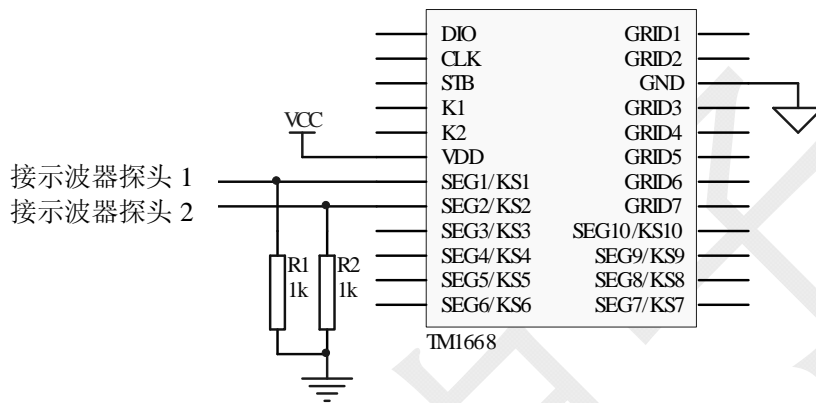 DIO GRID1
CLK GRID2
STB GND
K1 GRID3
VCC K2 GRID4
VDD GRID5
接示波器探头 1 SEG1/KS1 GRID6
接示波器探头 2 SEG2/KS2 GRID7
SEG3/KS3 SEG10/KS10
R1 R2 SEG4/KS4 SEG9/KS9
1k 1k SEG5/KS5 SEG8/KS8
SEG6/KS6 SEG7/KS7
TM1668